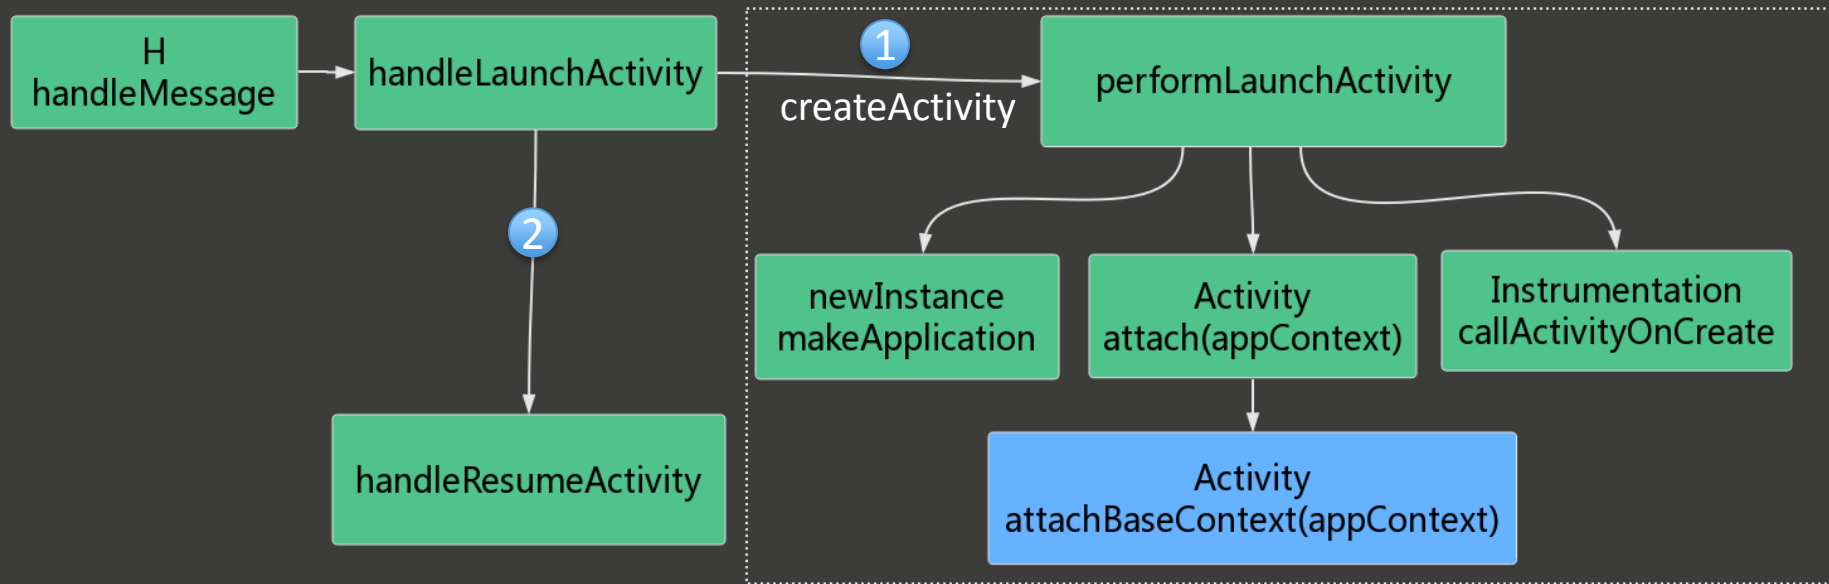 H
handleMessage
handleLaunchActivity
1
createActivity
performLaunchActivity
2
newInstance
makeApplication
Activity
attach(appContext)
Instrumentation
callActivityOnCreate
handleResumeActivity
Activity
attachBaseContext(appContext)